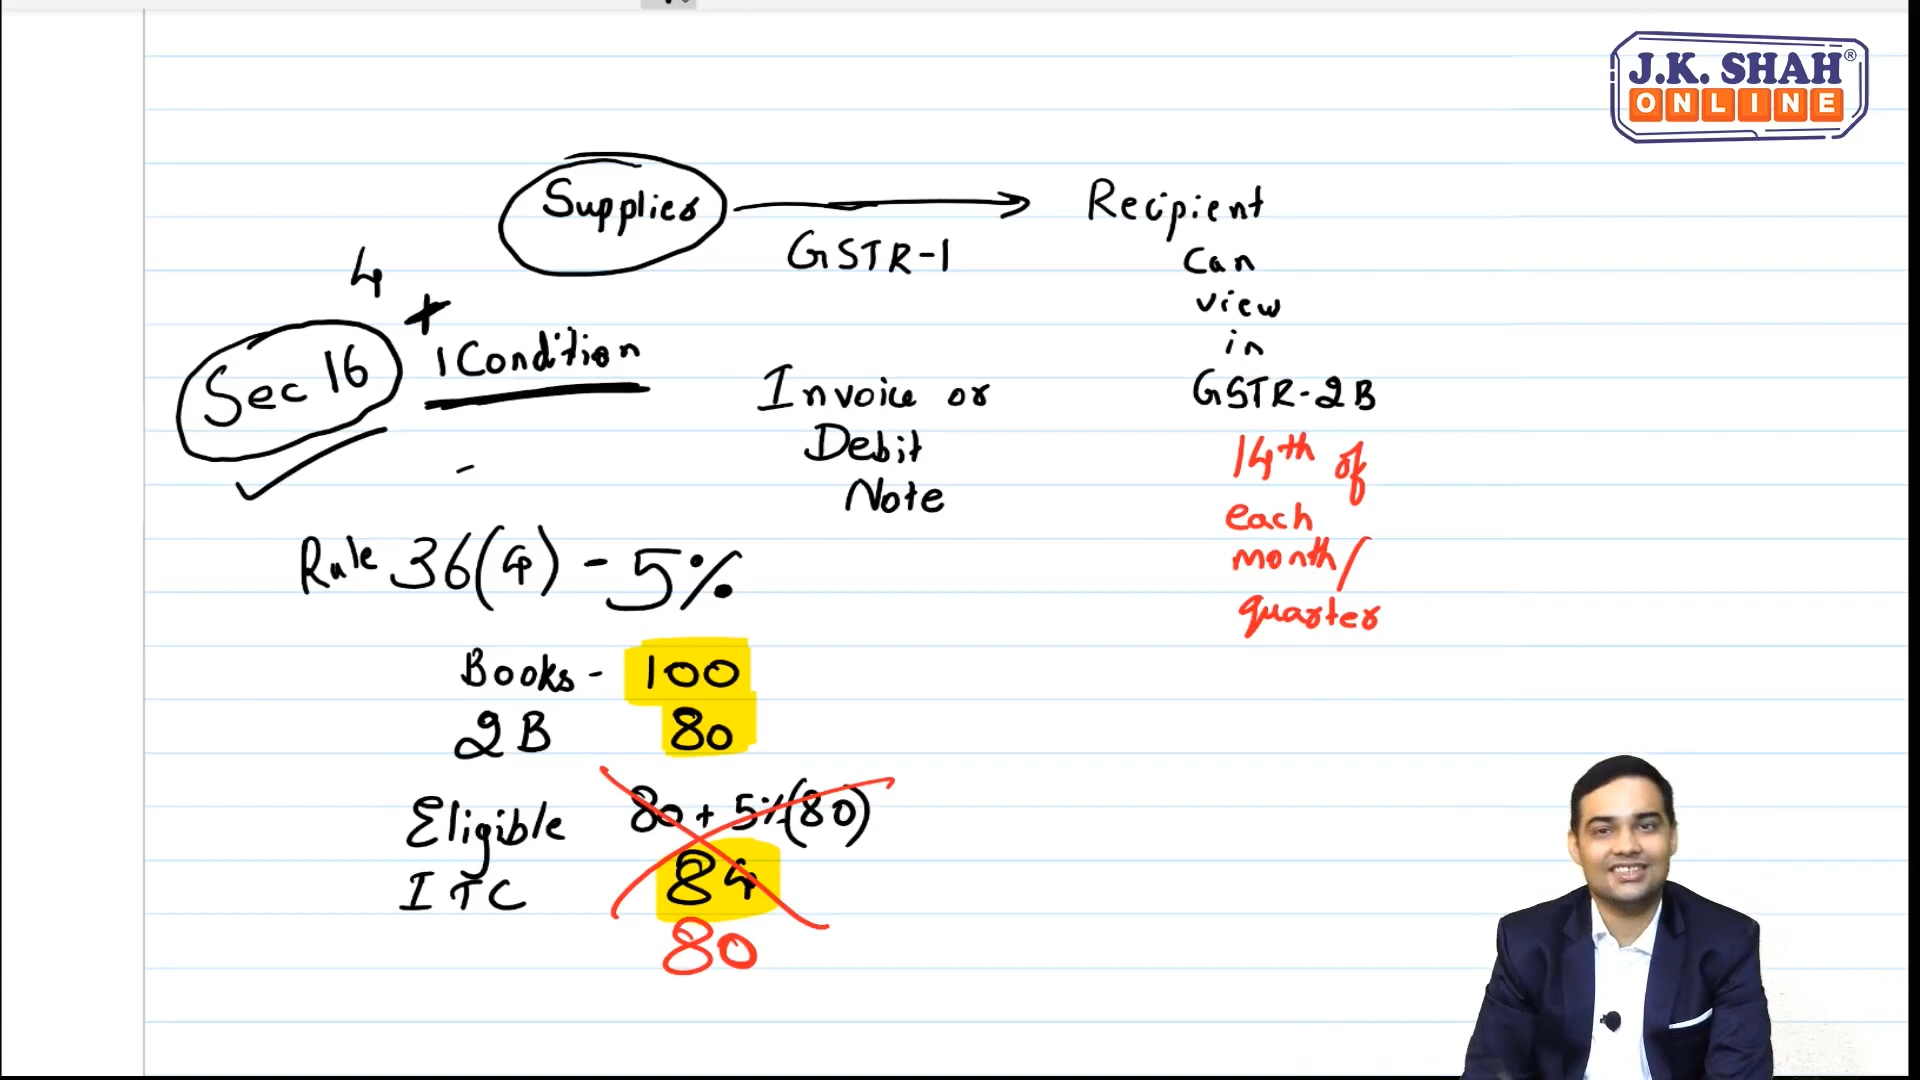 J.K. SHAH®
ONLINE
Supplier
GSTR-1
Recipient
Can
view
in
GSTR-2B
14th of
each
month/
quarter
4
+
Sec 16
1 Condition
Invoice or
Debit
Note
Rule 36(4) - 5%
Books - 100
2B 80
Eligible 80 + 5%(80)
ITC 84
80